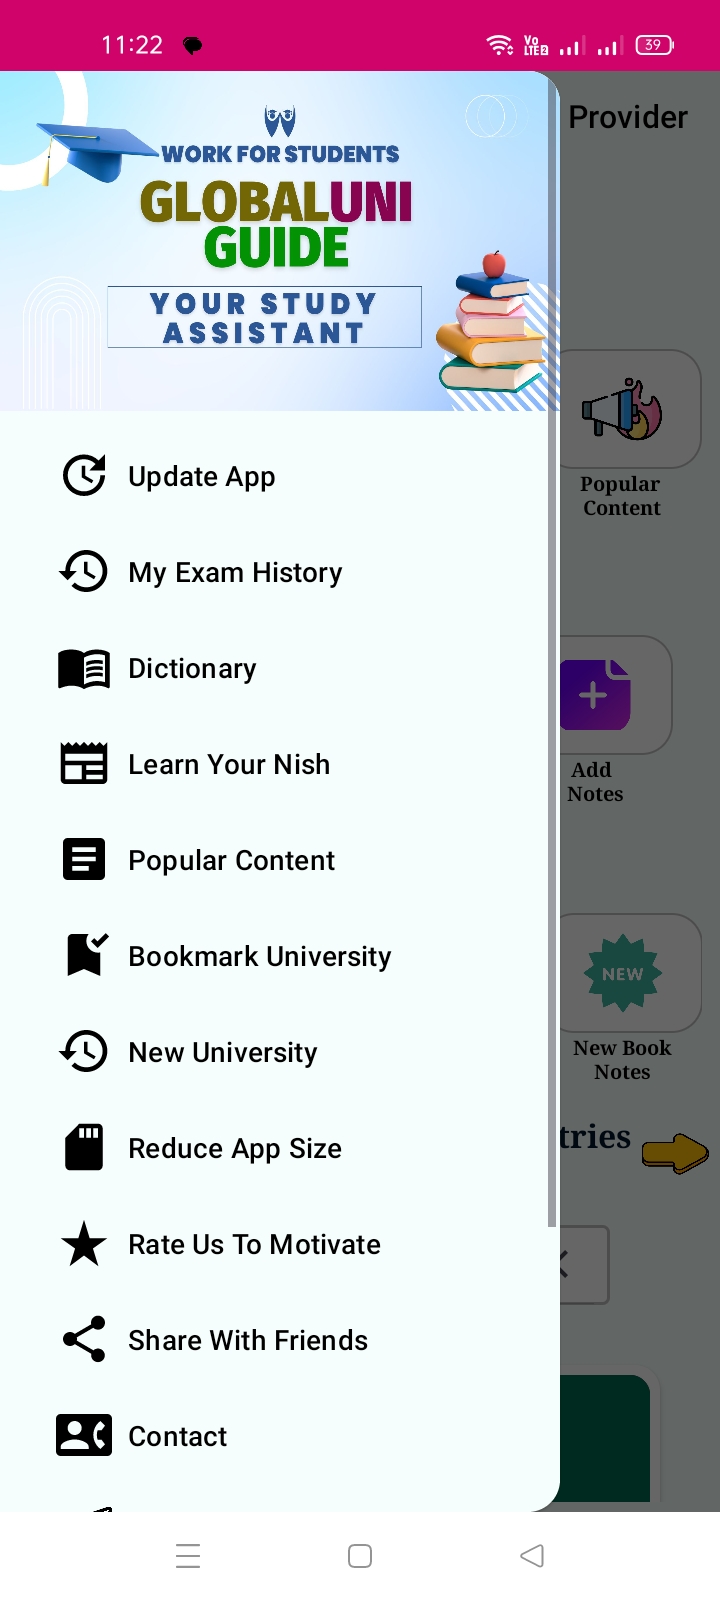 11:22
Vo
LTE2
39
Provider
WORK FOR STUDENTS
GLOBALUNI
GUIDE
YOUR STUDY
ASSISTANT
Update App
My Exam History
Dictionary
Learn Your Nish
Popular Content
Bookmark University
New University
Reduce App Size
Rate Us To Motivate
Share With Friends
Contact
Popular
Content
Add
Notes
NEW
New Book
Notes
tries